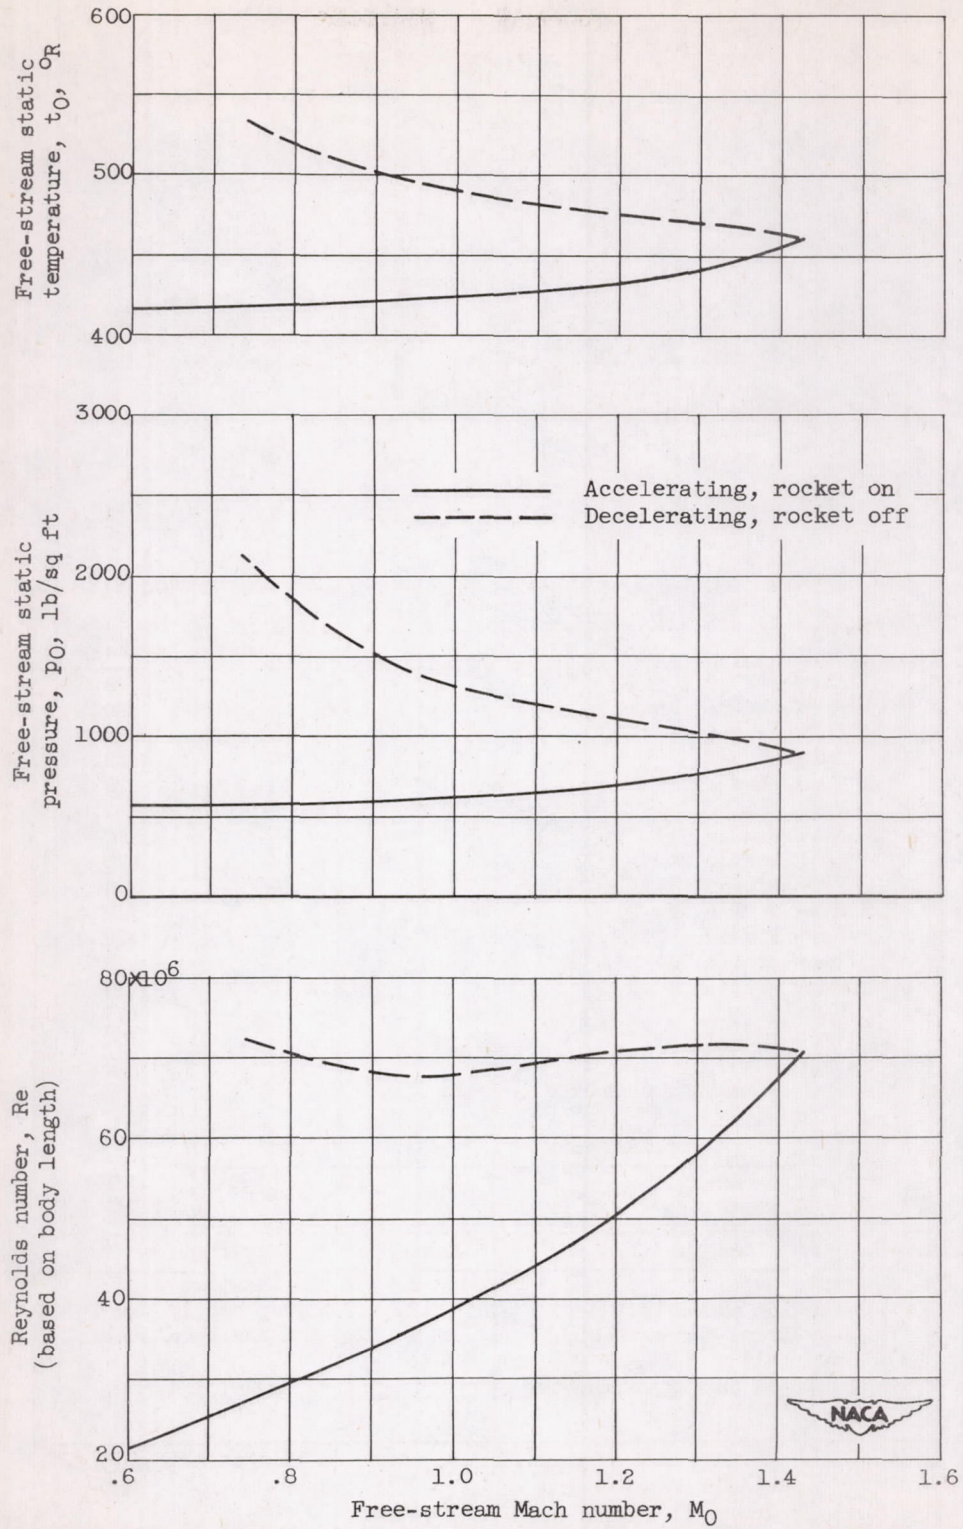 600
500
400
Free-stream static
temperature, t0, °R
3000
2000
1000
0
Free-stream static
pressure, p0, lb/sq ft
Accelerating, rocket on
Decelerating, rocket off
80x10^6
60
40
20
Reynolds number, Re
(based on body length)
.6 .8 1.0 1.2 1.4 1.6
Free-stream Mach number, M0
NACA